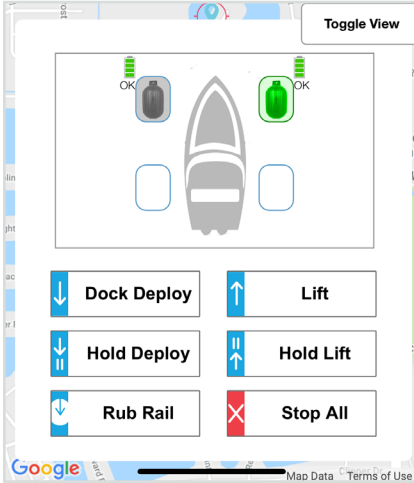 Toggle View
OK
OK
Dock Deploy
Lift
Hold Deploy
Hold Lift
Rub Rail
Stop All
Google
Map Data
Terms of Use